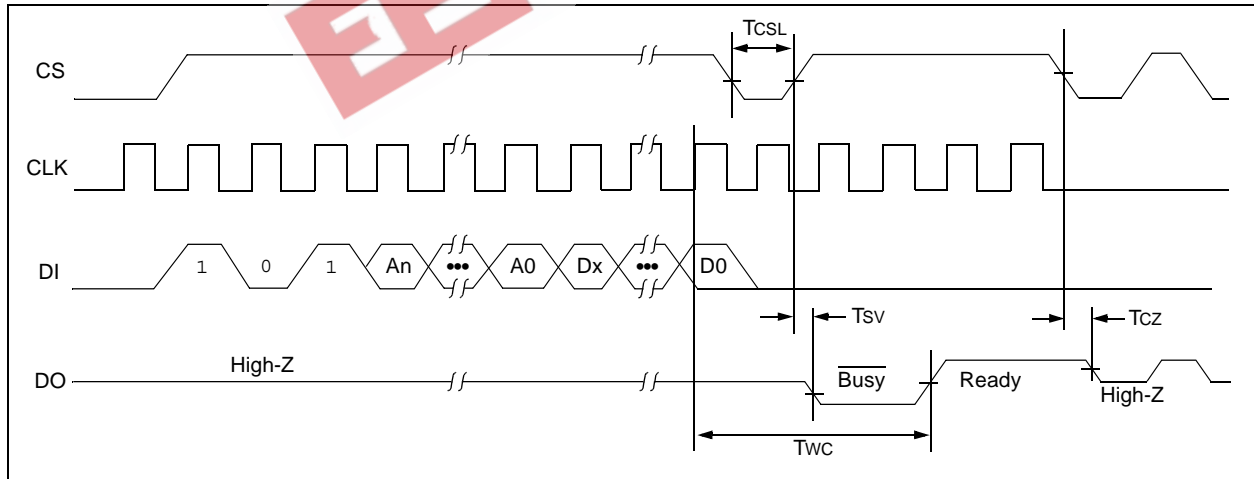 TCSL
CS
CLK
DI
1 0 1 An ••• A0 Dx ••• D0
TSV
TCZ
DO
High-Z
Busy
Ready
High-Z
TWC